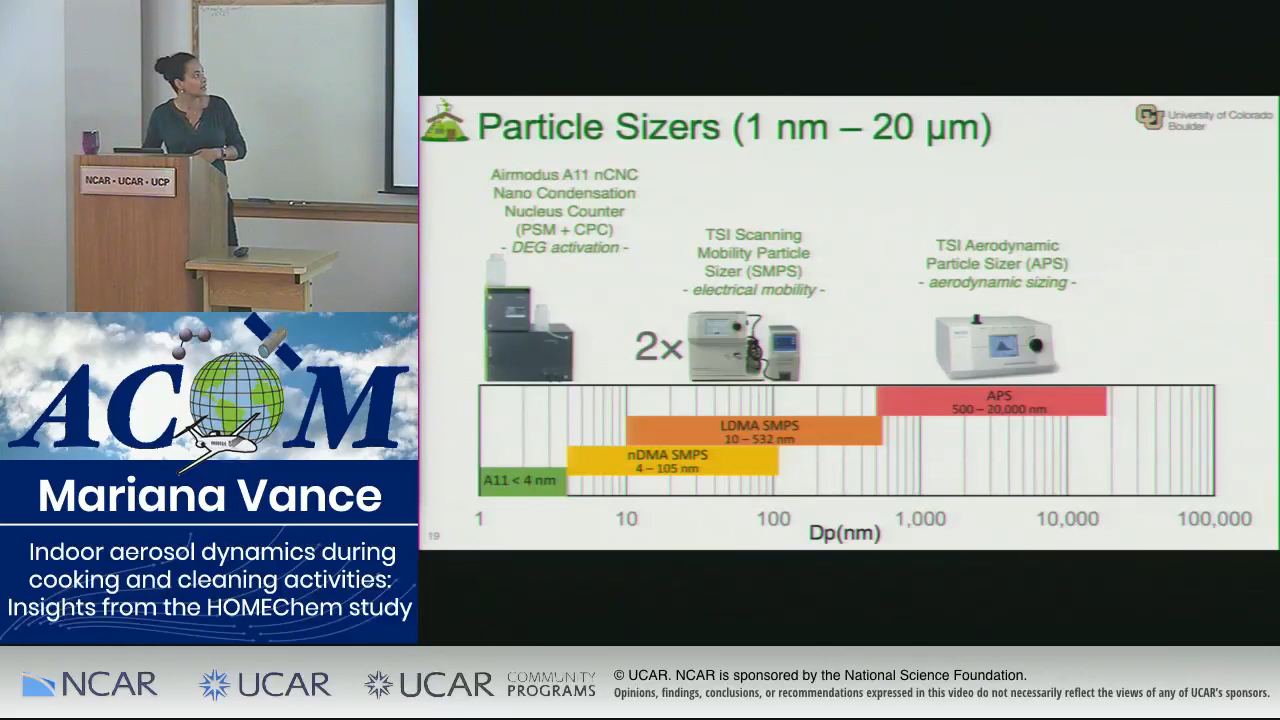 NCAR • UCAR • UCP
ACOM
Mariana Vance
Indoor aerosol dynamics during
cooking and cleaning activities:
Insights from the HOMEChem study
Particle Sizers (1 nm – 20 µm)
University of Colorado
Boulder
Airmodus A11 nCNC
Nano Condensation
Nucleus Counter
(PSM + CPC)
- DEG activation -
TSI Scanning
Mobility Particle
Sizer (SMPS)
- electrical mobility -
TSI Aerodynamic
Particle Sizer (APS)
- aerodynamic sizing -
2×
APS
500 – 20,000 nm
LDMA SMPS
10 – 532 nm
nDMA SMPS
4 – 105 nm
A11 < 4 nm
1 10 100 1,000 10,000 100,000
Dp(nm)
19
NCAR
UCAR
UCAR
COMMUNITY
PROGRAMS
© UCAR. NCAR is sponsored by the National Science Foundation.
Opinions, findings, conclusions, or recommendations expressed in this video do not necessarily reflect the views of any of UCAR's sponsors.